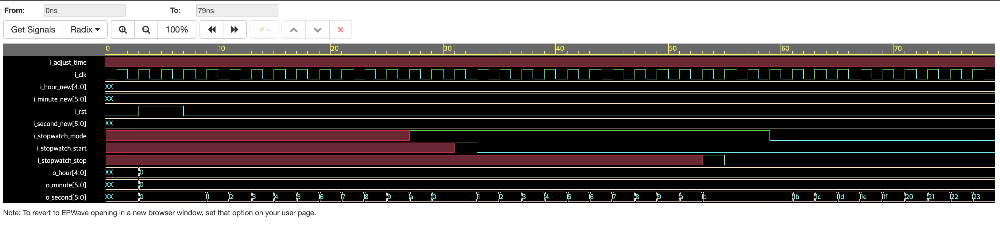 From: 0ns To: 79ns
Get Signals Radix 100% -
0 10 20 30 40 50 60 70
i_adjust_time
i_clk
i_hour_new[4:0] XX
i_minute_new[5:0] XX
i_rst
i_second_new[5:0] XX
i_stopwatch_mode
i_stopwatch_start
i_stopwatch_stop
o_hour[4:0] XX 0
o_minute[5:0] XX 0
o_second[5:0] XX 0 1 2 3 4 5 6 7 8 9 a 0 1 2 3 4 5 6 7 8 9 a b 1b 1c 1d 1e 1f 20 21 22 23
Note: To revert to EPWave opening in a new browser window, set that option on your user page.